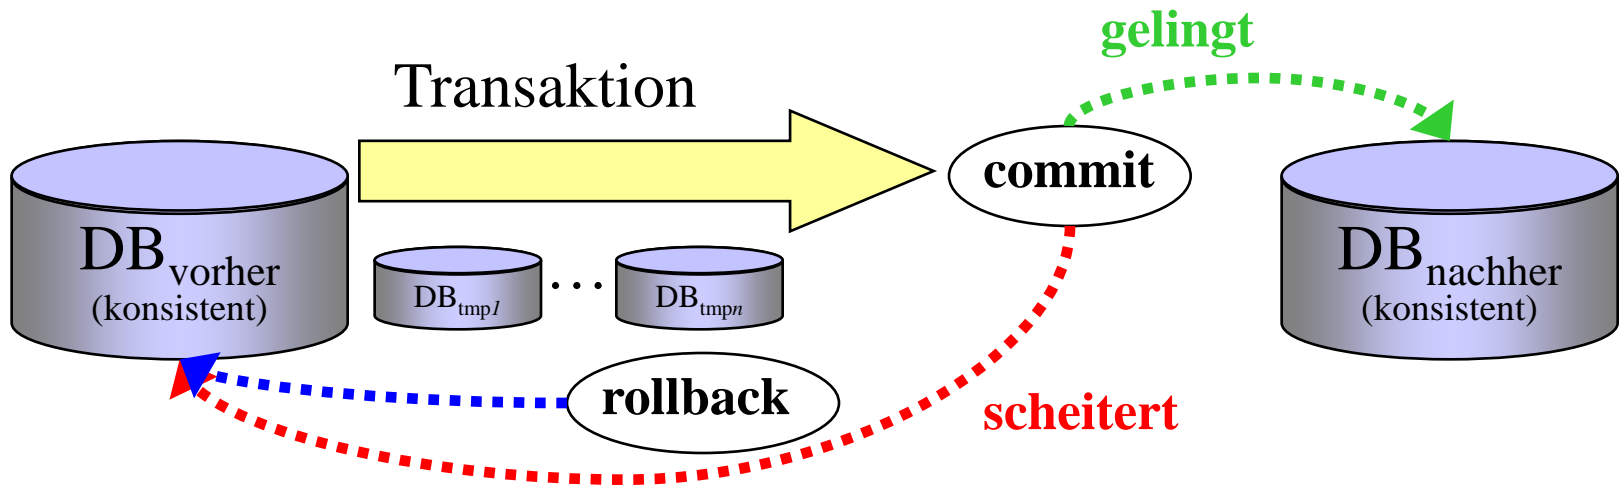 gelingt
Transaktion
commit
DBvorher
(konsistent)
DBtmp1 ... DBtmpn
DBnachher
(konsistent)
rollback
scheitert